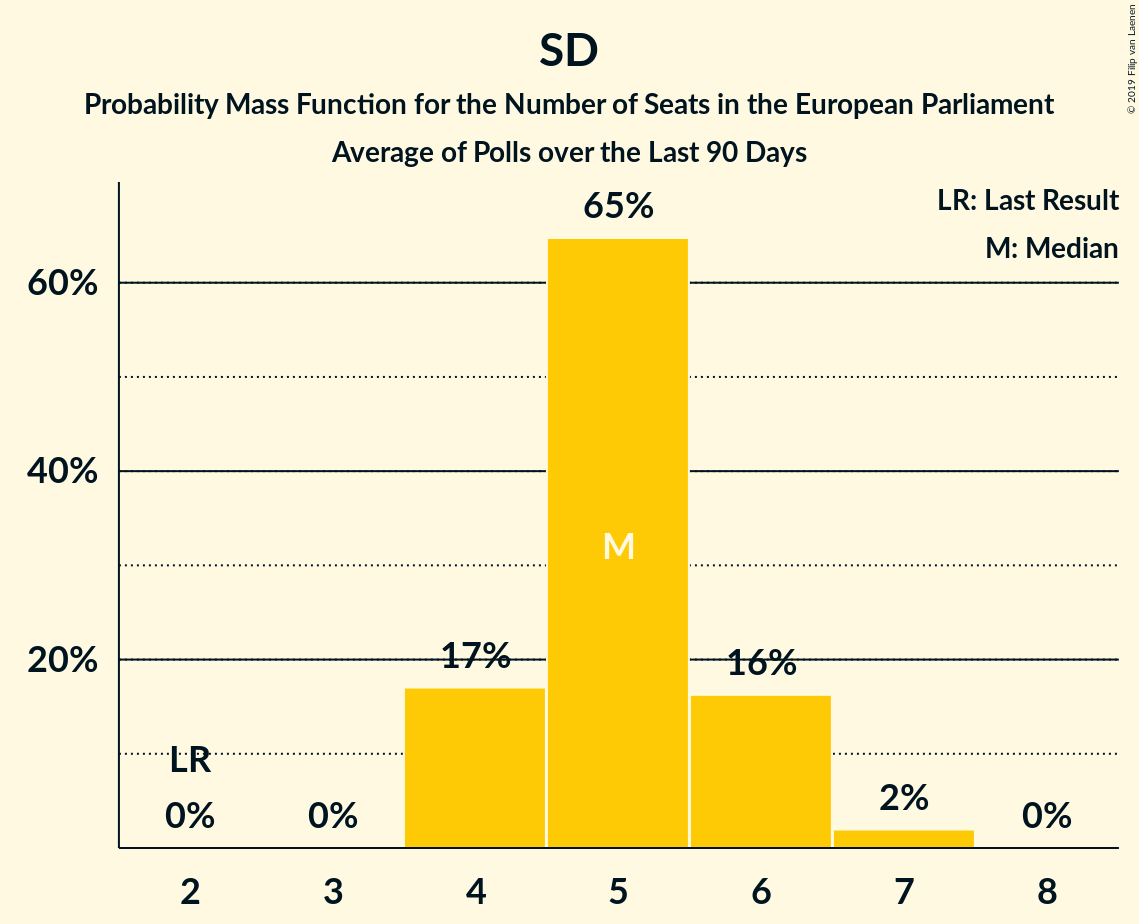 SD
Probability Mass Function for the Number of Seats in the European Parliament
Average of Polls over the Last 90 Days
© 2019 Filip van Laenen
LR: Last Result
M: Median
65%
60%
40%
M
20%
17%
16%
LR
0%
0%
2%
0%
2
3
4
5
6
7
8